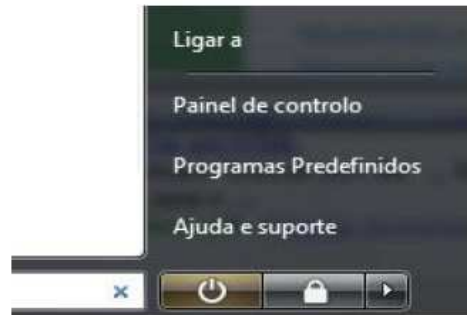 Ligar a
Painel de controlo
Programas Predefinidos
Ajuda e suporte